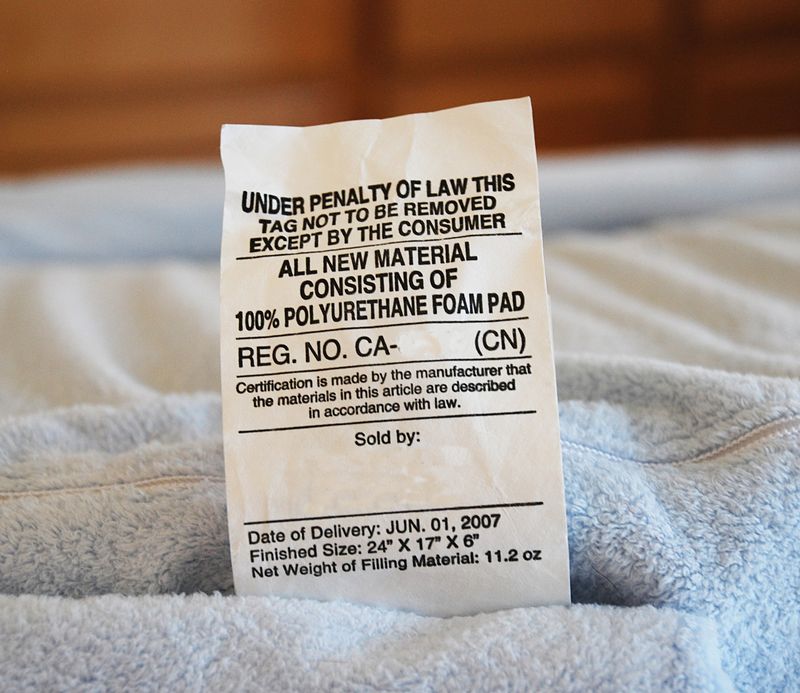 UNDER PENALTY OF LAW THIS
TAG NOT TO BE REMOVED
EXCEPT BY THE CONSUMER
ALL NEW MATERIAL
CONSISTING OF
100% POLYURETHANE FOAM PAD
REG. NO. CA- (CN)
Certification is made by the manufacturer that
the materials in this article are described
in accordance with law.
Sold by:
Date of Delivery: JUN. 01, 2007
Finished Size: 24" X 17" X 6"
Net Weight of Filling Material: 11.2 oz